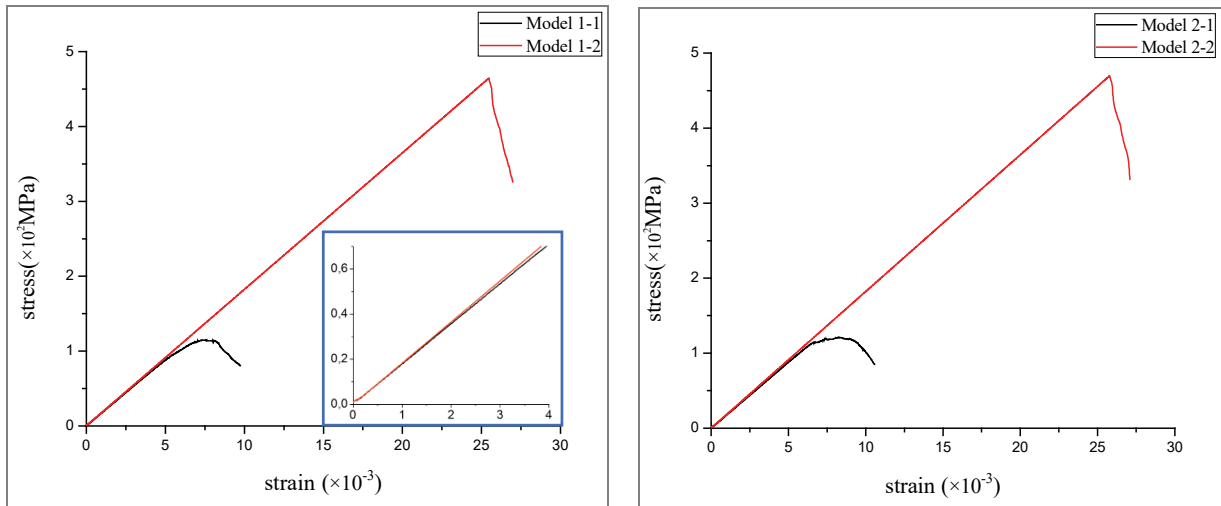 Model 1-1
Model 1-2
5
4
3
2
1
0
stress(×10²MPa)
0,6
0,4
0,2
0,0
0 1 2 3 4
0 5 10 15 20 25 30
strain (×10⁻³)
Model 2-1
Model 2-2
5
4
3
2
1
0
stress(×10²MPa)
0 5 10 15 20 25 30
strain (×10⁻³)